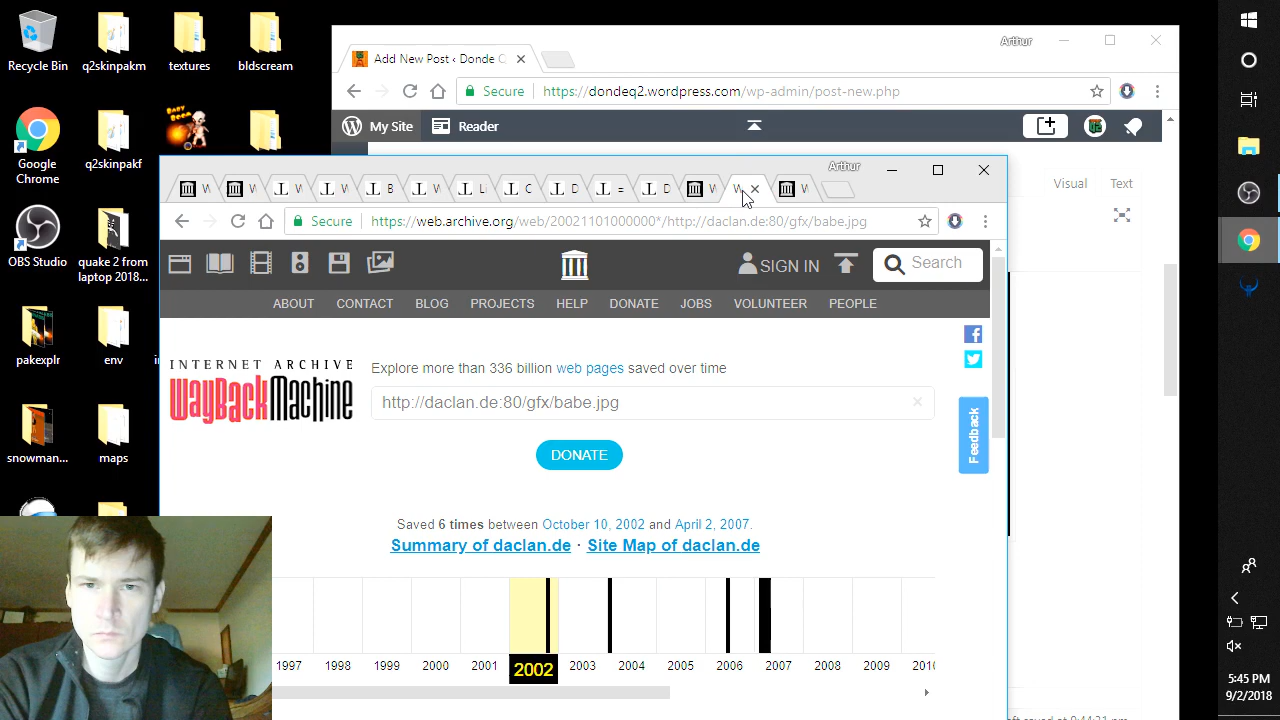 Recycle Bin
q2skinpakm
textures
bldscream
Google Chrome
q2skinpakf
BABY
OBS Studio
quake 2 from laptop 2018...
pakexplr
env
snowman...
maps
Arthur
Add New Post ‹ Donde Q
Secure
https://dondeq2.wordpress.com/wp-admin/post-new.php
My Site
Reader
Visual
Text
Arthur
Secure
https://web.archive.org/web/20021101000000*/http://daclan.de:80/gfx/babe.jpg
SIGN IN
Search
ABOUT CONTACT BLOG PROJECTS HELP DONATE JOBS VOLUNTEER PEOPLE
INTERNET ARCHIVE
WayBackMachine
Explore more than 336 billion web pages saved over time
http://daclan.de:80/gfx/babe.jpg
DONATE
Feedback
Saved 6 times between October 10, 2002 and April 2, 2007.
Summary of daclan.de · Site Map of daclan.de
1997 1998 1999 2000 2001 2002 2003 2004 2005 2006 2007 2008 2009 2010
5:45 PM
9/2/2018